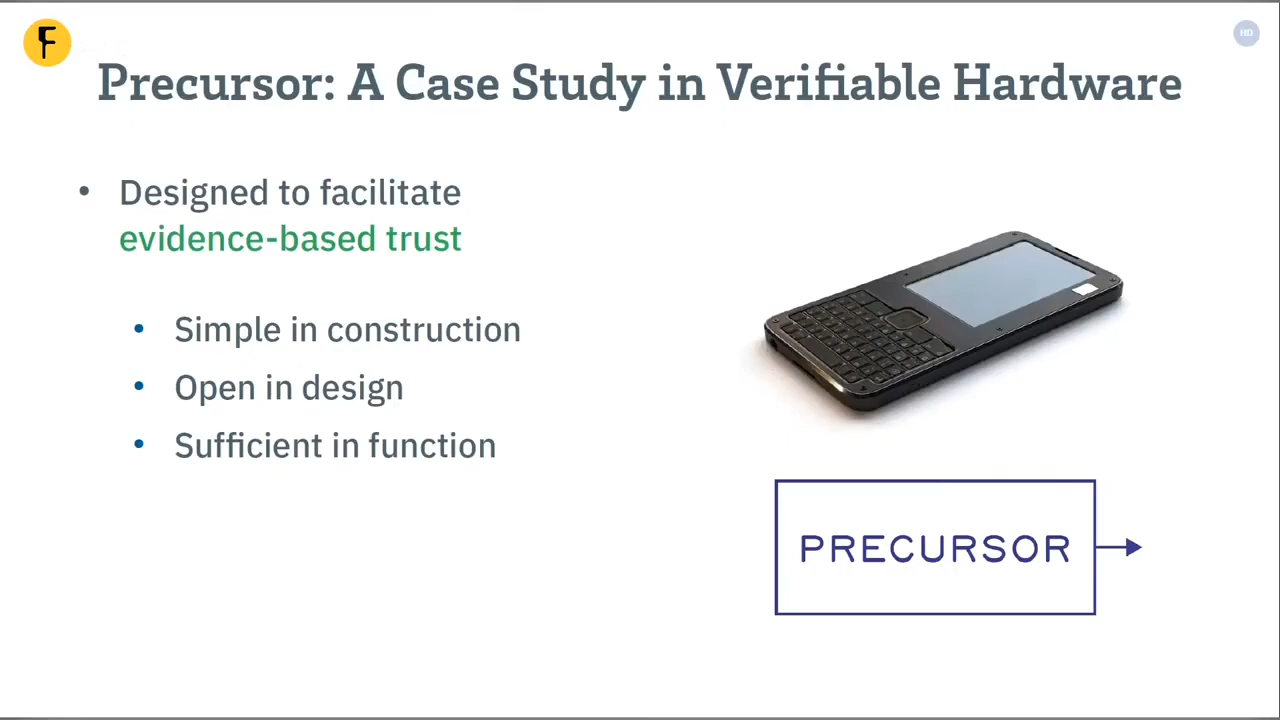 F
HD
Precursor: A Case Study in Verifiable Hardware
• Designed to facilitate
evidence-based trust
• Simple in construction
• Open in design
• Sufficient in function
PRECURSOR